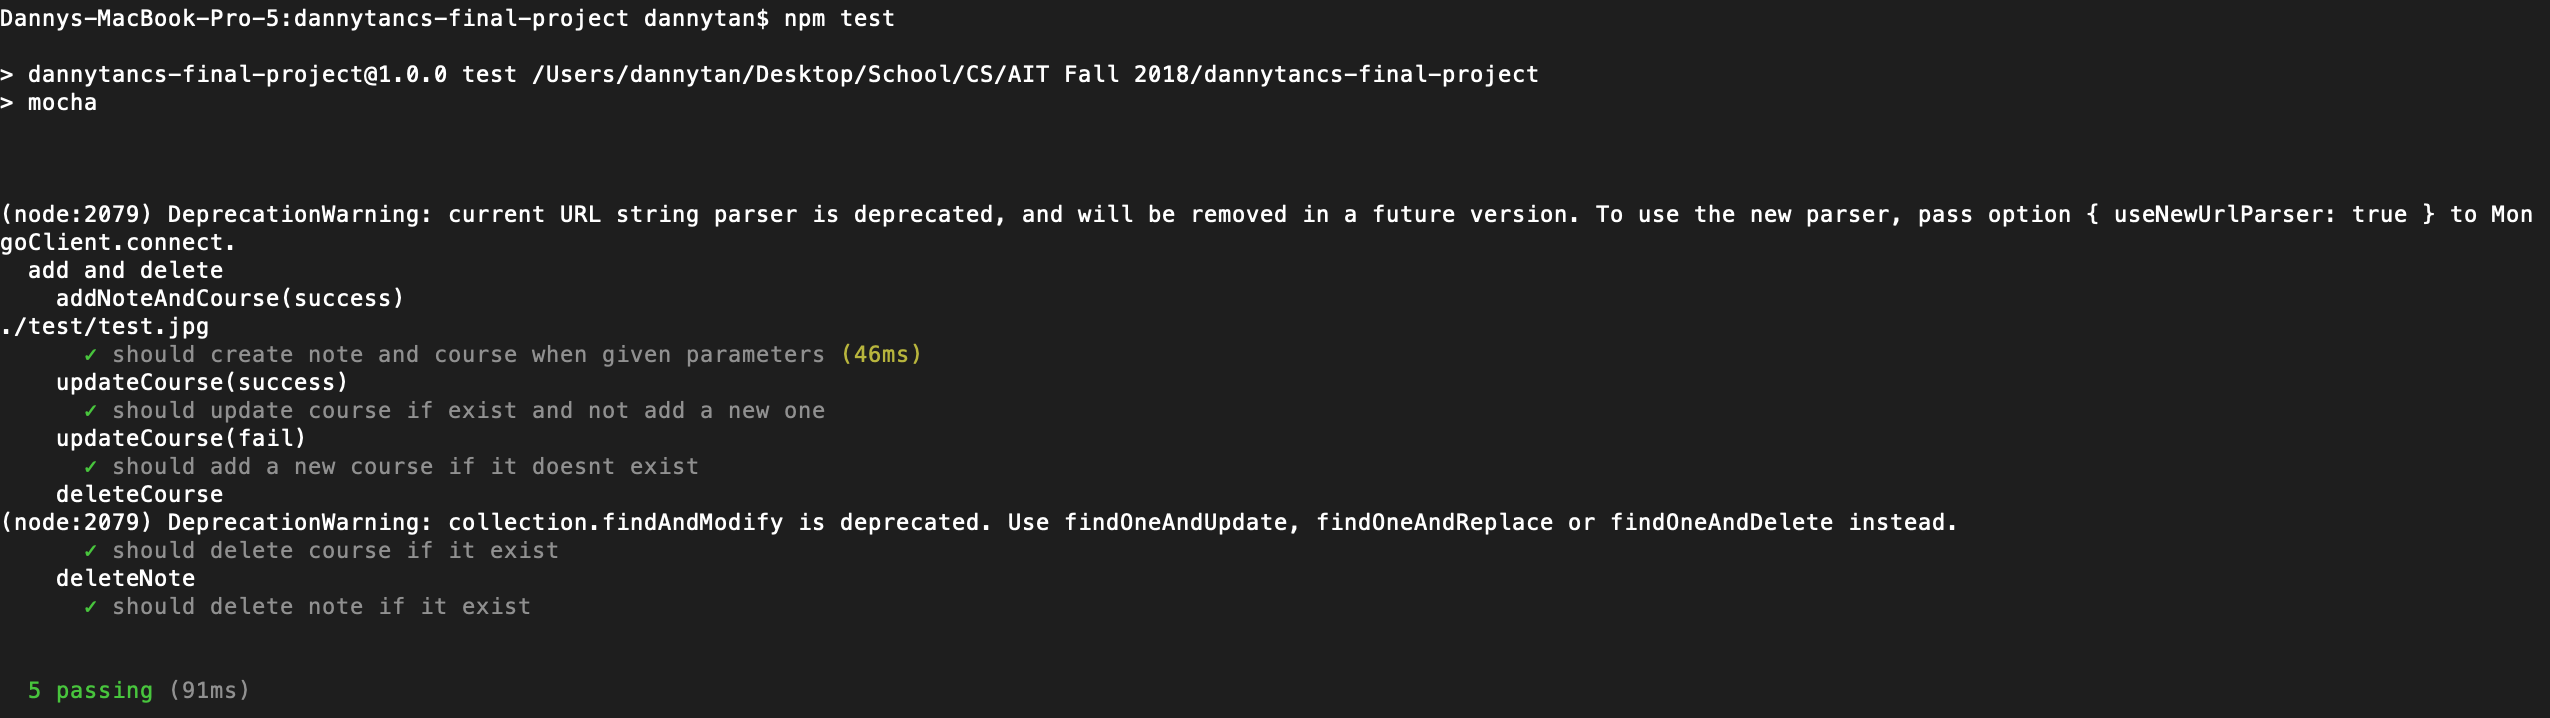 Dannys-MacBook-Pro-5:dannytancs-final-project dannytan$ npm test
> dannytancs-final-project@1.0.0 test /Users/dannytan/Desktop/School/CS/AIT Fall 2018/dannytancs-final-project
> mocha
(node:2079) DeprecationWarning: current URL string parser is deprecated, and will be removed in a future version. To use the new parser, pass option { useNewUrlParser: true } to Mon
goClient.connect.
  add and delete
    addNoteAndCourse(success)
./test/test.jpg
      ✓ should create note and course when given parameters (46ms)
    updateCourse(success)
      ✓ should update course if exist and not add a new one
    updateCourse(fail)
      ✓ should add a new course if it doesnt exist
    deleteCourse
(node:2079) DeprecationWarning: collection.findAndModify is deprecated. Use findOneAndUpdate, findOneAndReplace or findOneAndDelete instead.
      ✓ should delete course if it exist
    deleteNote
      ✓ should delete note if it exist
  5 passing (91ms)